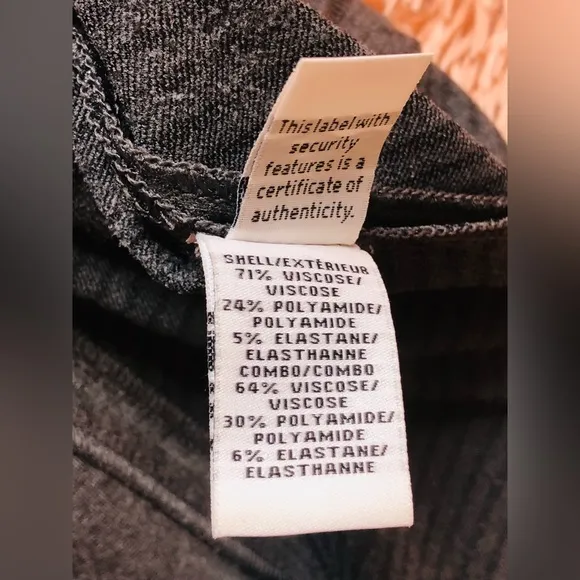 This label with
security
features is a
certificate of
authenticity.
SHELL/EXTÈRIEUR
71% VISCOSE/
VISCOSE
24% POLYAMIDE/
POLYAMIDE
5% ELASTANE/
ELASTHANNE
COMBO/COMBO
64% VISCOSE/
VISCOSE
30% POLYAMIDE/
POLYAMIDE
6% ELASTANE/
ELASTHANNE